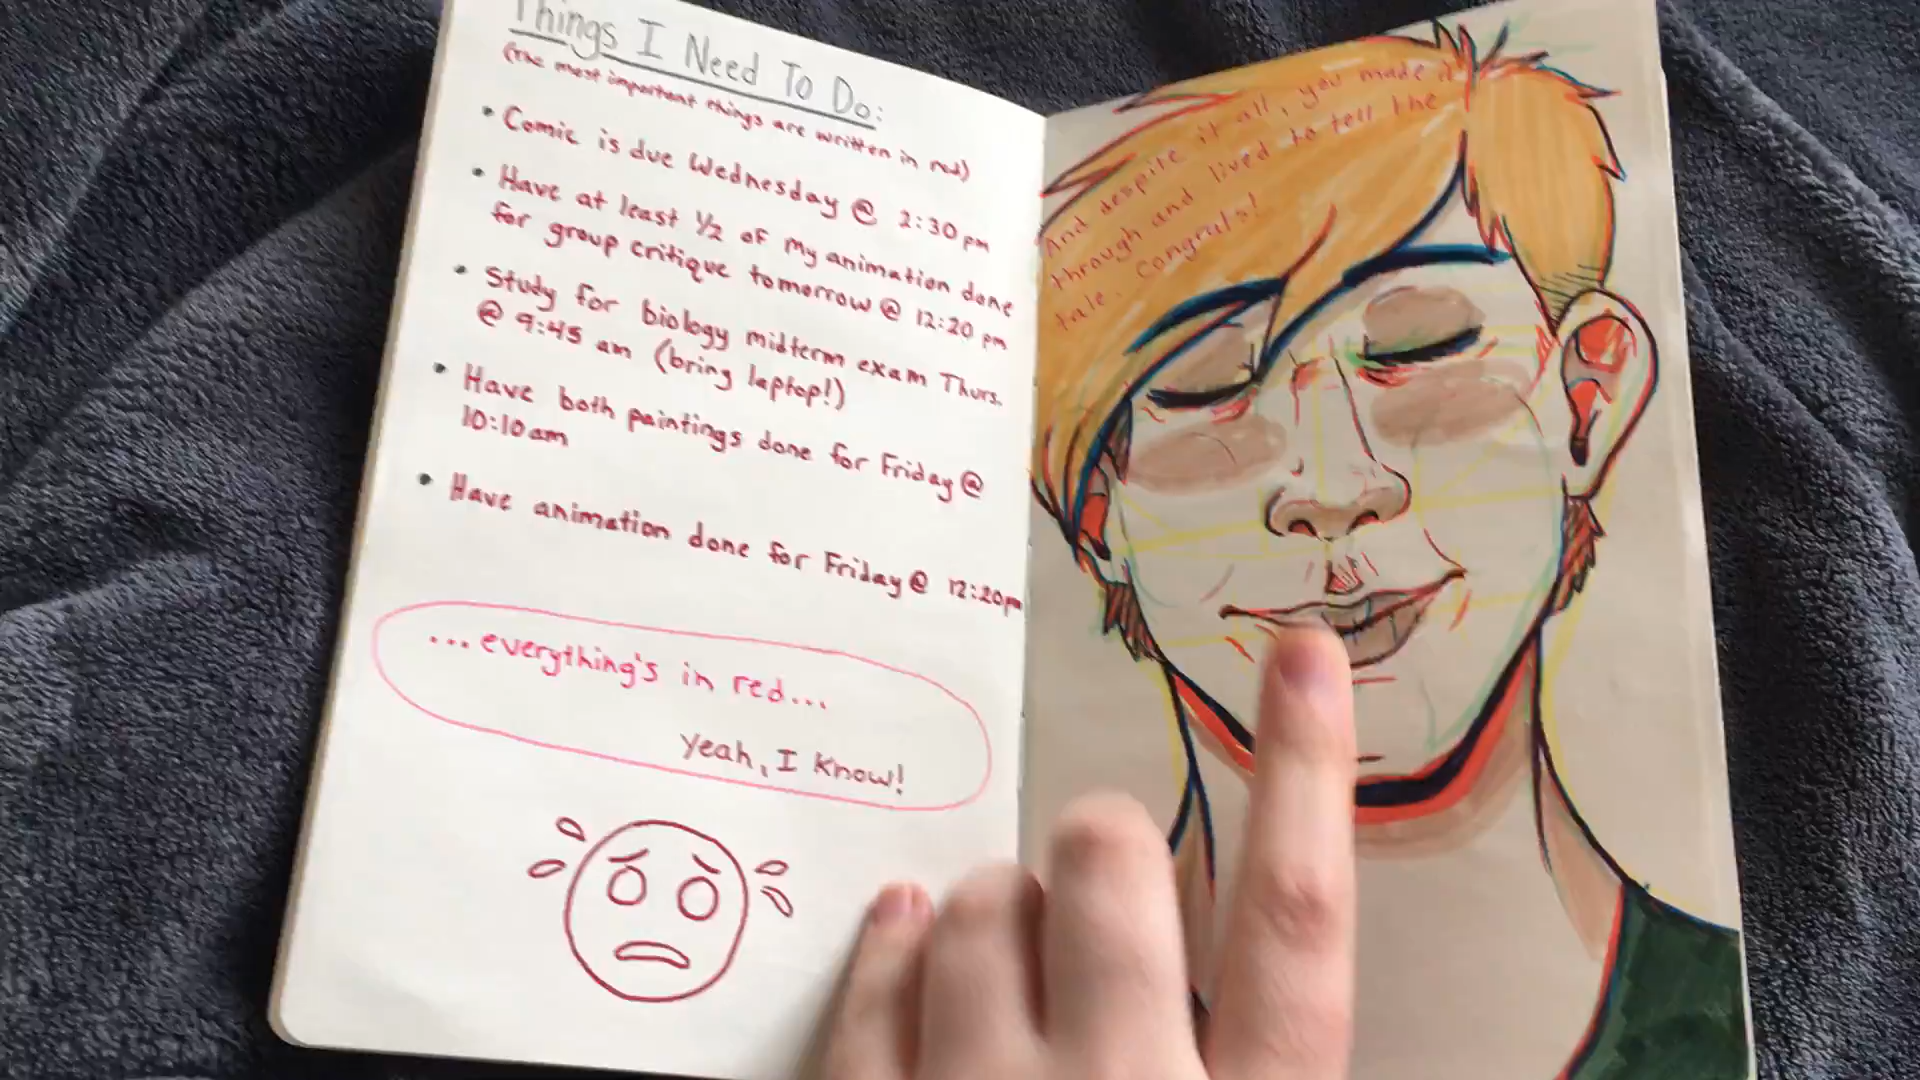 Things I Need To Do:
(the most important things are written in red)
• Comic is due Wednesday @ 2:30 pm
• Have at least 1/2 of my animation done
for group critique tomorrow @ 12:20 pm
• Study for biology midterm exam Thurs.
@ 9:45 am (bring laptop!)
• Have both paintings done for Friday @
10:10am
• Have animation done for Friday @ 12:20pm
...everything's in red...
Yeah, I know!
And despite it all, you made it
through and lived to tell the
tale. Congrats!